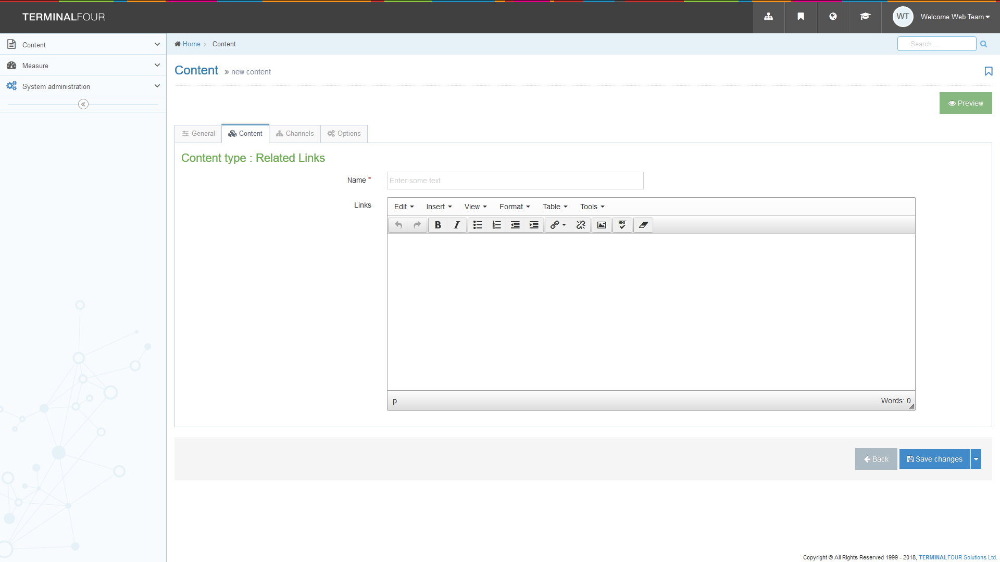 TERMINALFOUR
WT Welcome Web Team
Content
Measure
System administration
Home Content
Search ...
Content » new content
Preview
General Content Channels Options
Content type : Related Links
Name *
Enter some text
Links
Edit Insert View Format Table Tools
B I ABC
p
Words: 0
Back Save changes
Copyright © All Rights Reserved 1999 - 2018, TERMINALFOUR Solutions Ltd.